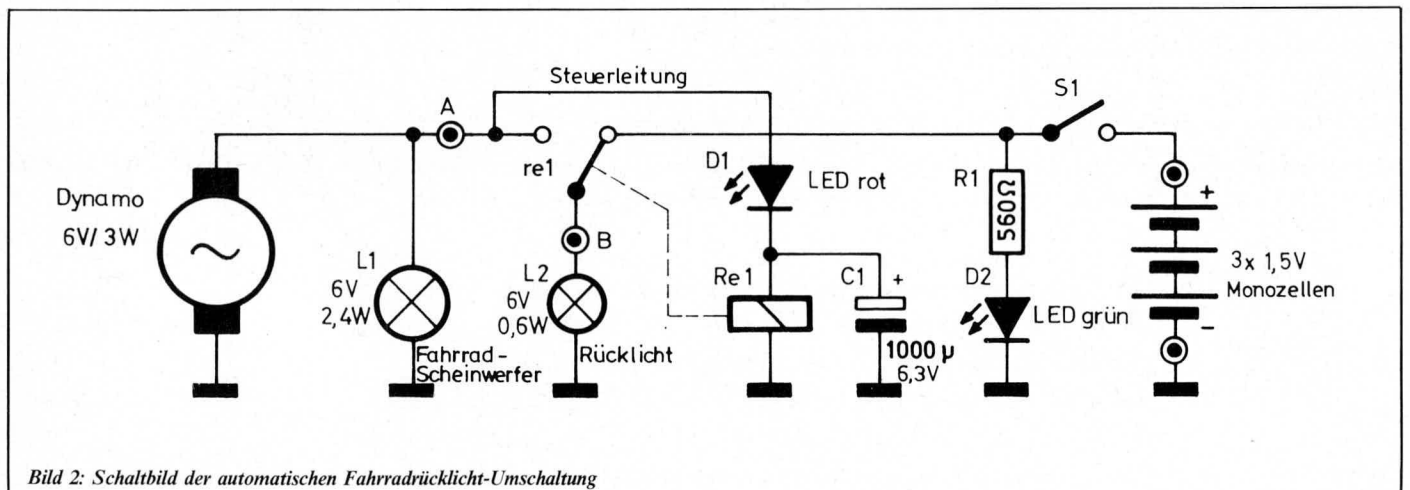 Steuerleitung
A
re1
S1
Dynamo
6V/3W
L1
6V
2,4W
Fahrrad-
Scheinwerfer
B
L2
6V
0,6W
Rücklicht
D1
LED rot
Re1
C1
+
1000 µ
6,3V
R1
560Ω
D2
LED grün
+
3x 1,5V
Monozellen
-
Bild 2: Schaltbild der automatischen Fahrradrücklicht-Umschaltung